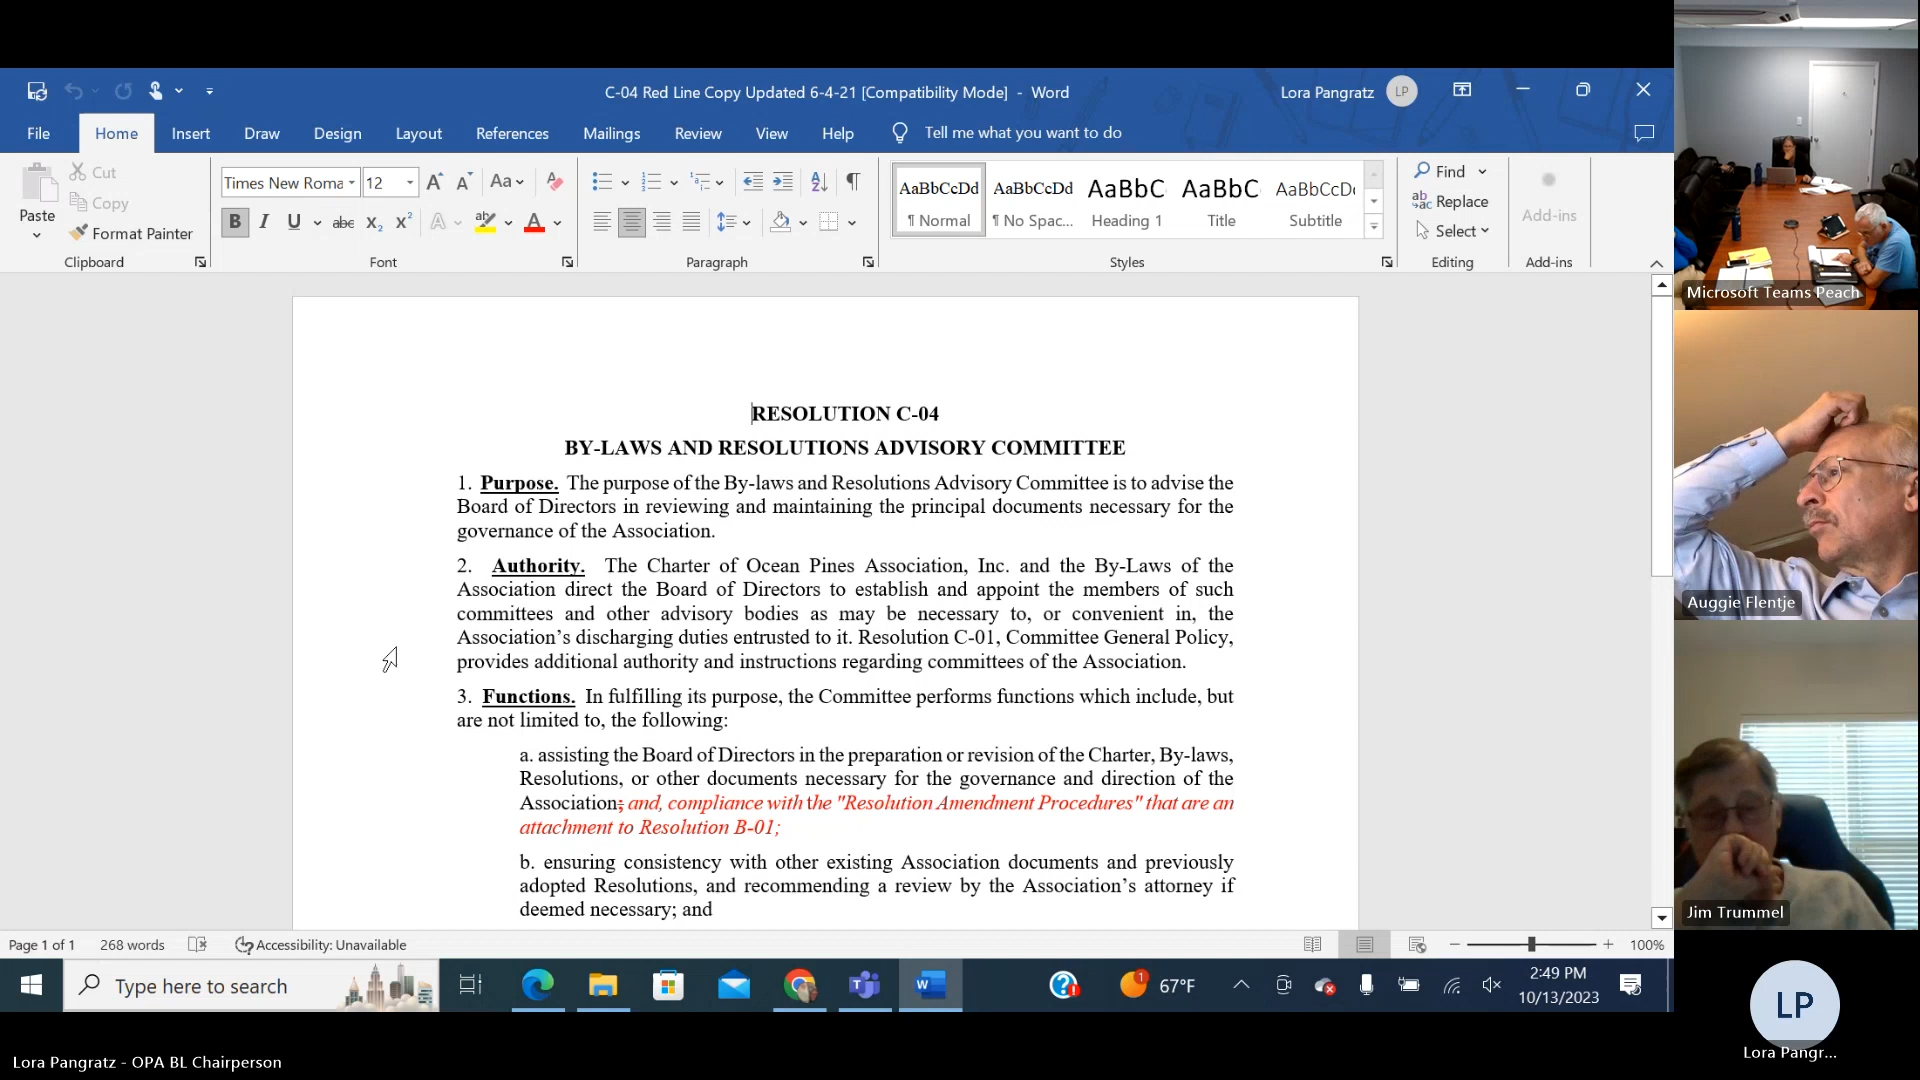 C-04 Red Line Copy Updated 6-4-21 [Compatibility Mode] - Word
Lora Pangratz LP
File Home Insert Draw Design Layout References Mailings Review View Help Tell me what you want to do
Paste
Cut
Copy
Format Painter
Clipboard
Times New Roma 12
Aa
B I U abc X₂ X² A ab A
Font
Paragraph
AaBbCcDd AaBbCcDd AaBbC AaBbC AaBbCcD
¶ Normal ¶ No Spac... Heading 1 Title Subtitle
Styles
Find
Replace
Select
Editing
Add-ins
Add-ins
RESOLUTION C-04
BY-LAWS AND RESOLUTIONS ADVISORY COMMITTEE
1. Purpose. The purpose of the By-laws and Resolutions Advisory Committee is to advise the
Board of Directors in reviewing and maintaining the principal documents necessary for the
governance of the Association.
2. Authority. The Charter of Ocean Pines Association, Inc. and the By-Laws of the
Association direct the Board of Directors to establish and appoint the members of such
committees and other advisory bodies as may be necessary to, or convenient in, the
Association's discharging duties entrusted to it. Resolution C-01, Committee General Policy,
provides additional authority and instructions regarding committees of the Association.
3. Functions. In fulfilling its purpose, the Committee performs functions which include, but
are not limited to, the following:
a. assisting the Board of Directors in the preparation or revision of the Charter, By-laws,
Resolutions, or other documents necessary for the governance and direction of the
Association; and, compliance with the "Resolution Amendment Procedures" that are an
attachment to Resolution B-01;
b. ensuring consistency with other existing Association documents and previously
adopted Resolutions, and recommending a review by the Association's attorney if
deemed necessary; and
Page 1 of 1 268 words Accessibility: Unavailable 100%
Type here to search
1 67°F
2:49 PM
10/13/2023
Microsoft Teams Peach
Auggie Flentje
Jim Trummel
LP
Lora Pangr...
Lora Pangratz - OPA BL Chairperson